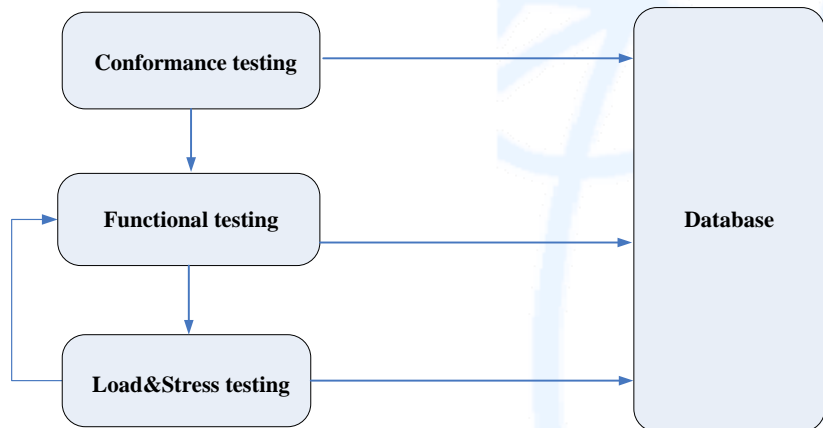 Conformance testing
Functional testing
Database
Load&Stress testing